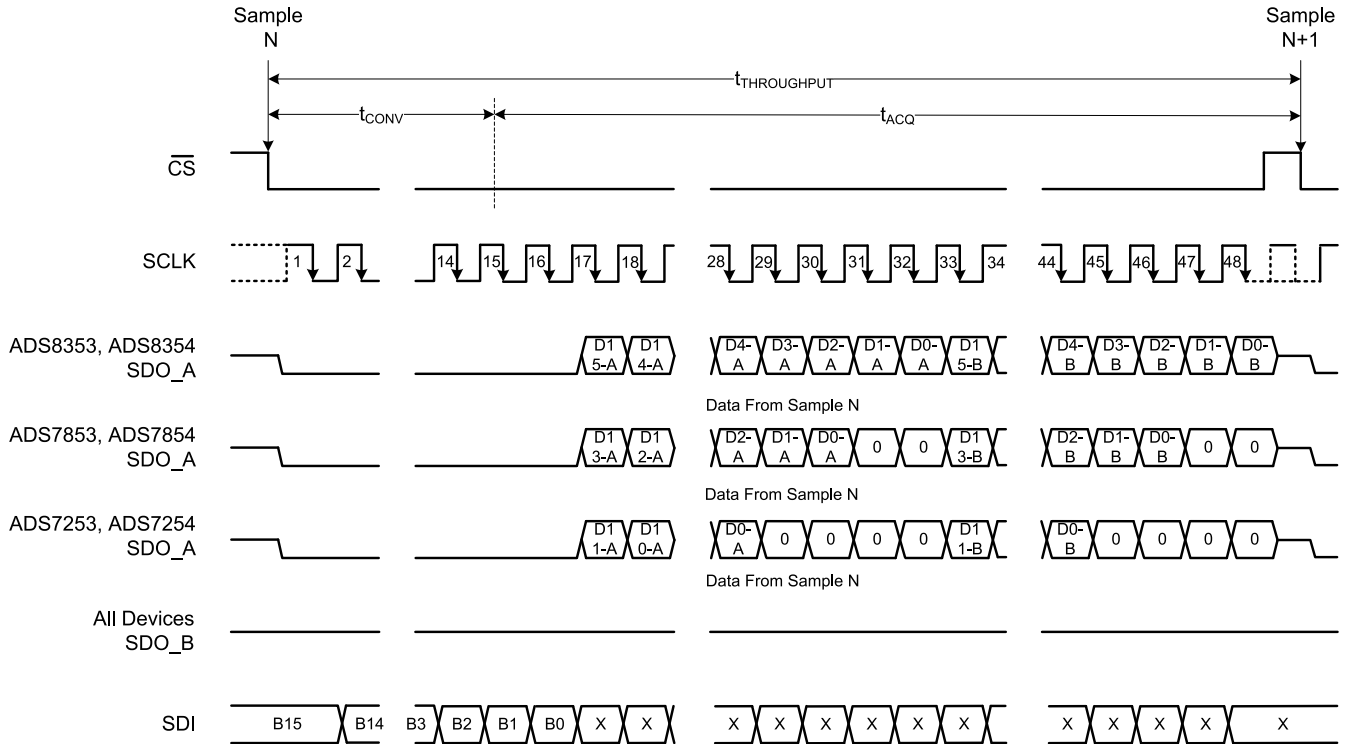 Sample
N
Sample
N+1
tTHROUGHPUT
tCONV
tACQ
CS
SCLK
1 2 14 15 16 17 18 28 29 30 31 32 33 34 44 45 46 47 48
ADS8353, ADS8354
SDO_A
D1 D1 D4- D3- D2- D1- D0- D1 D4- D3- D2- D1- D0-
5-A 4-A A A A A A 5-B B B B B B
Data From Sample N
ADS7853, ADS7854
SDO_A
D1 D1 D2- D1- D0- 0 0 D1 D2- D1- D0- 0 0
3-A 2-A A A A 3-B B B B
Data From Sample N
ADS7253, ADS7254
SDO_A
D1 D1 D0- 0 0 0 0 D1 D0- 0 0 0 0
1-A 0-A A 1-B B
Data From Sample N
All Devices
SDO_B
SDI
B15 B14 B3 B2 B1 B0 X X X X X X X X X X X X X